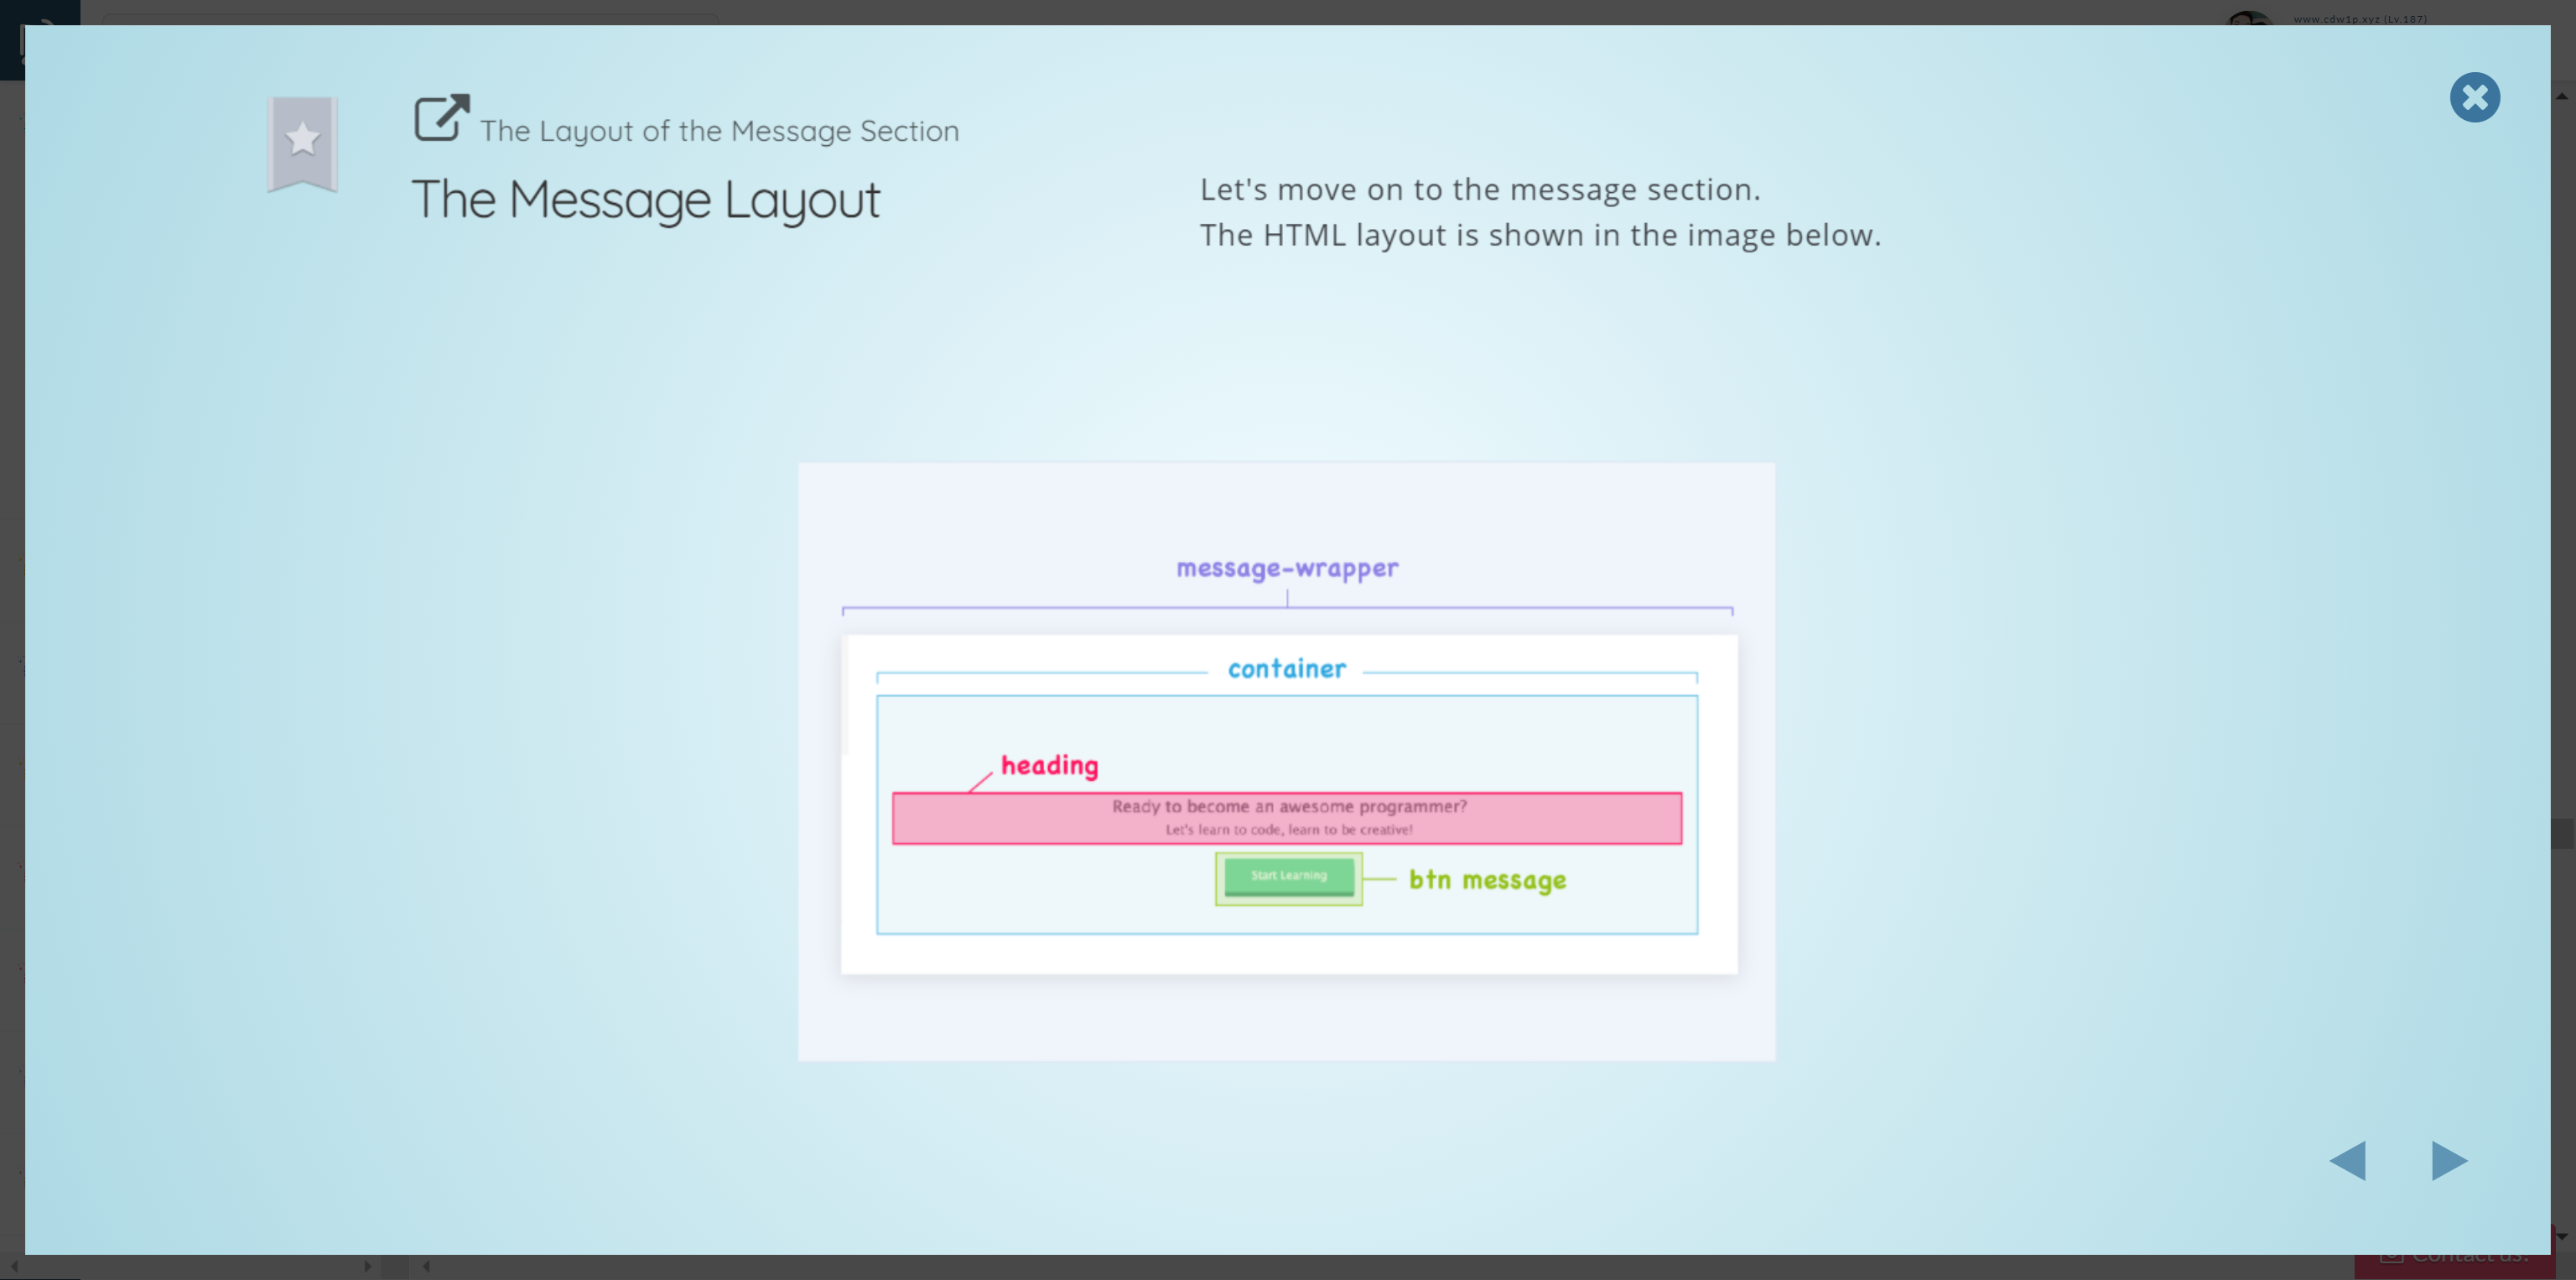 www.cdw1p.xyz (Lv.187)
The Layout of the Message Section
The Message Layout
Let's move on to the message section.
The HTML layout is shown in the image below.
message-wrapper
container
heading
Ready to become an awesome programmer?
Let's learn to code, learn to be creative!
Start Learning
btn message
Contact us!